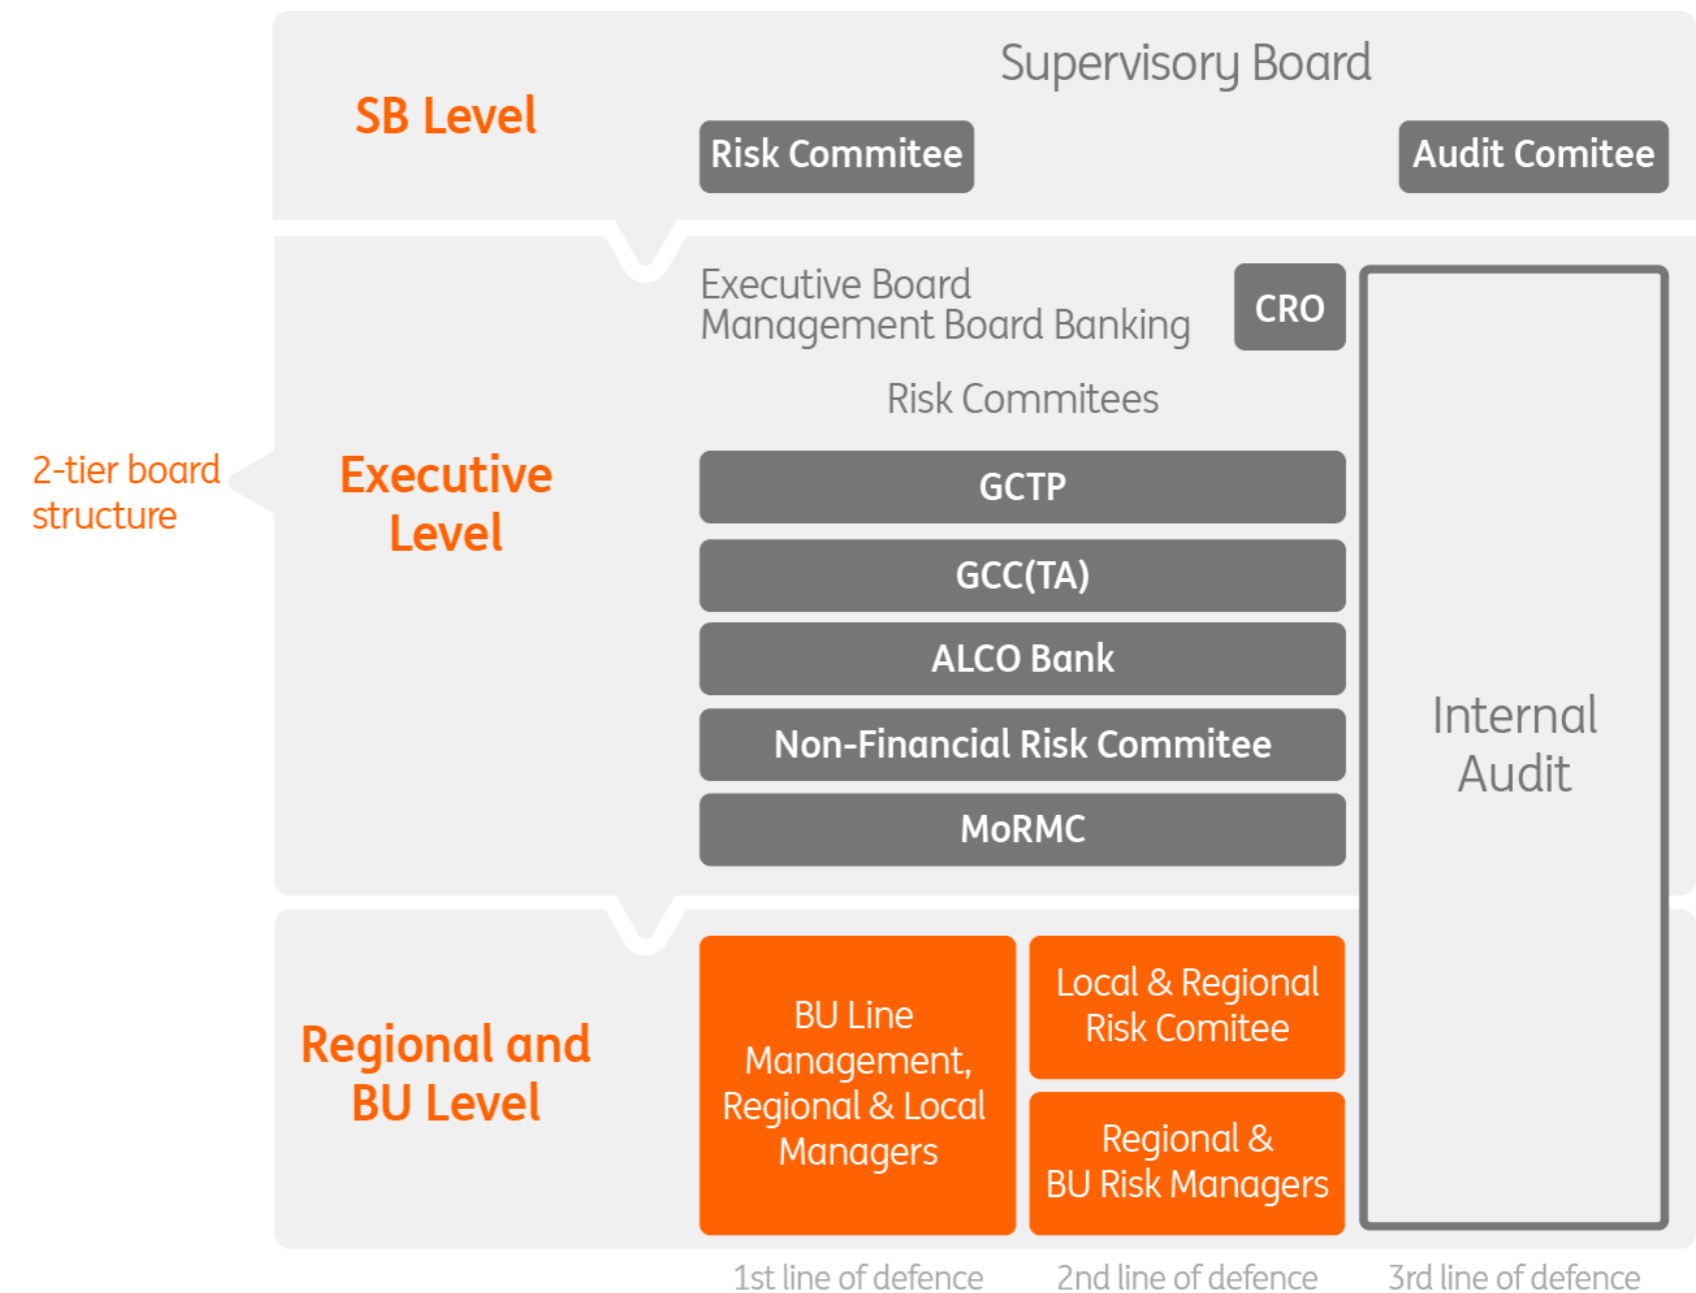 Supervisory Board
SB Level
Risk Commitee
Audit Comitee
Executive Board
Management Board Banking
CRO
Risk Commitees
2-tier board
structure
Executive
Level
GCTP
GCC(TA)
ALCO Bank
Non-Financial Risk Commitee
MoRMC
Internal
Audit
Regional and
BU Level
BU Line
Management,
Regional & Local
Managers
Local & Regional
Risk Comitee
Regional &
BU Risk Managers
1st line of defence
2nd line of defence
3rd line of defence